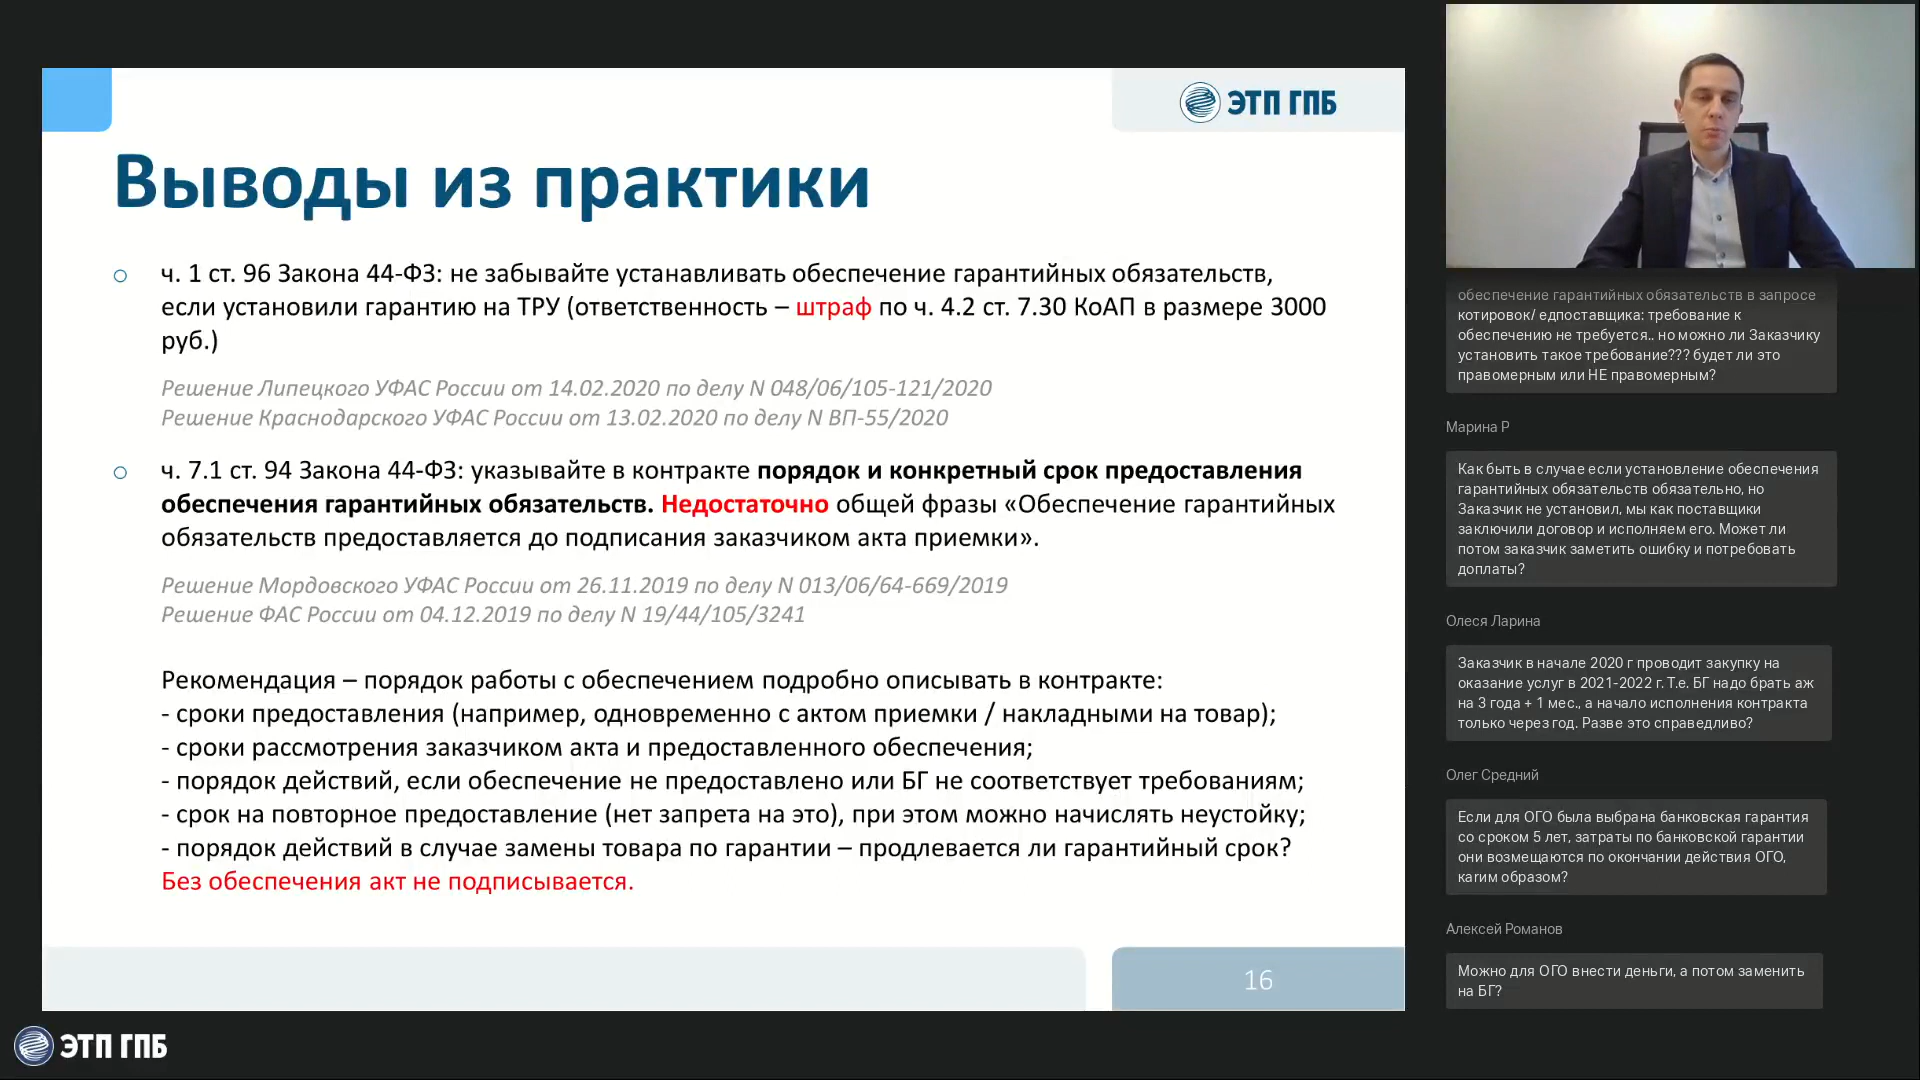 ЭТП ГПБ
Выводы из практики
ч. 1 ст. 96 Закона 44-ФЗ: не забывайте устанавливать обеспечение гарантийных обязательств,
если установили гарантию на ТРУ (ответственность – штраф по ч. 4.2 ст. 7.30 КоАП в размере 3000
руб.)
Решение Липецкого УФАС России от 14.02.2020 по делу N 048/06/105-121/2020
Решение Краснодарского УФАС России от 13.02.2020 по делу N ВП-55/2020
ч. 7.1 ст. 94 Закона 44-ФЗ: указывайте в контракте порядок и конкретный срок предоставления
обеспечения гарантийных обязательств. Недостаточно общей фразы «Обеспечение гарантийных
обязательств предоставляется до подписания заказчиком акта приемки».
Решение Мордовского УФАС России от 26.11.2019 по делу N 013/06/64-669/2019
Решение ФАС России от 04.12.2019 по делу N 19/44/105/3241
Рекомендация – порядок работы с обеспечением подробно описывать в контракте:
- сроки предоставления (например, одновременно с актом приемки / накладными на товар);
- сроки рассмотрения заказчиком акта и предоставленного обеспечения;
- порядок действий, если обеспечение не предоставлено или БГ не соответствует требованиям;
- срок на повторное предоставление (нет запрета на это), при этом можно начислять неустойку;
- порядок действий в случае замены товара по гарантии – продлевается ли гарантийный срок?
Без обеспечения акт не подписывается.
16
ЭТП ГПБ
обеспечение гарантийных обязательств в запросе
котировок/ едпоставщика: требование к
обеспечению не требуется.. но можно ли Заказчику
установить такое требование??? будет ли это
правомерным или НЕ правомерным?
Марина Р
Как быть в случае если установление обеспечения
гарантийных обязательств обязательно, но
Заказчик не установил, мы как поставщики
заключили договор и исполняем его. Может ли
потом заказчик заметить ошибку и потребовать
доплаты?
Олеся Ларина
Заказчик в начале 2020 г проводит закупку на
оказание услуг в 2021-2022 г. Т.е. БГ надо брать аж
на 3 года + 1 мес., а начало исполнения контракта
только через год. Разве это справедливо?
Олег Средний
Если для ОГО была выбрана банковская гарантия
со сроком 5 лет, затраты по банковской гарантии
они возмещаются по окончании действия ОГО,
каrим образом?
Алексей Романов
Можно для ОГО внести деньги, а потом заменить
на БГ?